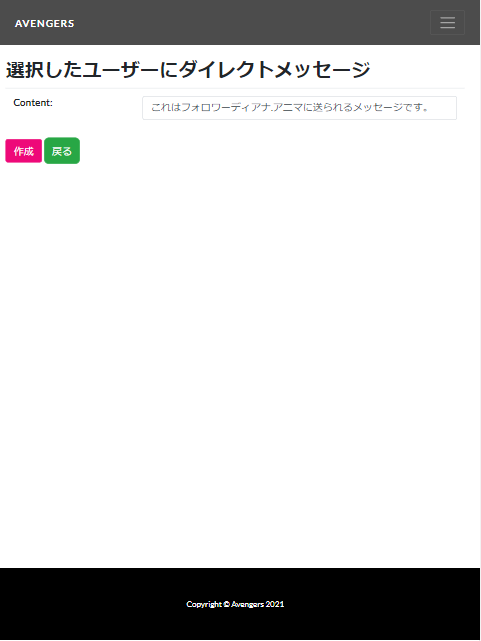 AVENGERS
選択したユーザーにダイレクトメッセージ
Content:
これはフォロワーディアナ.アニマに送られるメッセージです。
作成
戻る
Copyright © Avengers 2021